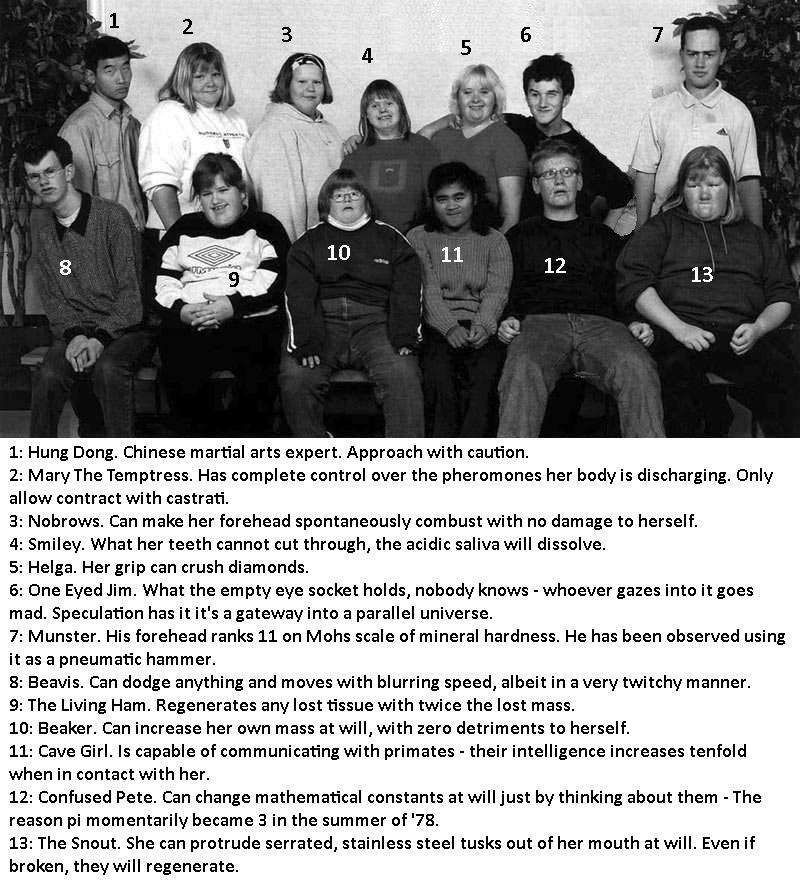 1
2
3
4
5
6
7
8
9
10
11
12
13
1: Hung Dong. Chinese martial arts expert. Approach with caution.
2: Mary The Temptress. Has complete control over the pheromones her body is discharging. Only
allow contract with castrati.
3: Nobrows. Can make her forehead spontaneously combust with no damage to herself.
4: Smiley. What her teeth cannot cut through, the acidic saliva will dissolve.
5: Helga. Her grip can crush diamonds.
6: One Eyed Jim. What the empty eye socket holds, nobody knows - whoever gazes into it goes
mad. Speculation has it it's a gateway into a parallel universe.
7: Munster. His forehead ranks 11 on Mohs scale of mineral hardness. He has been observed using
it as a pneumatic hammer.
8: Beavis. Can dodge anything and moves with blurring speed, albeit in a very twitchy manner.
9: The Living Ham. Regenerates any lost tissue with twice the lost mass.
10: Beaker. Can increase her own mass at will, with zero detriments to herself.
11: Cave Girl. Is capable of communicating with primates - their intelligence increases tenfold
when in contact with her.
12: Confused Pete. Can change mathematical constants at will just by thinking about them - The
reason pi momentarily became 3 in the summer of '78.
13: The Snout. She can protrude serrated, stainless steel tusks out of her mouth at will. Even if
broken, they will regenerate.